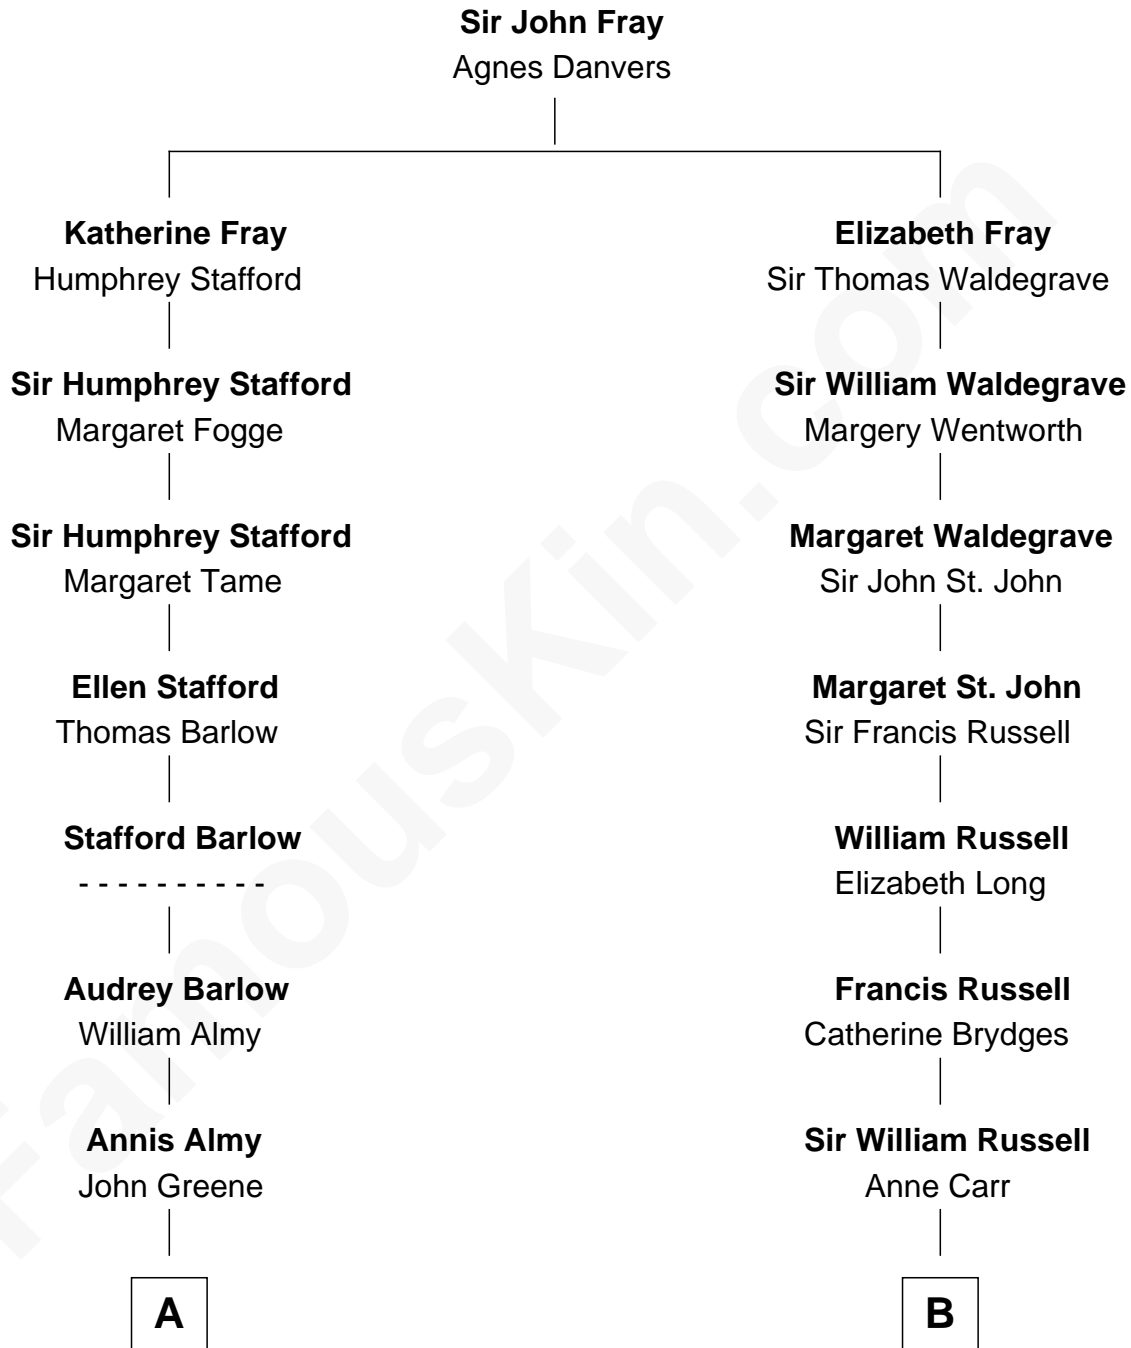 Sir John Fray
Agnes Danvers
Katherine Fray
Humphrey Stafford
Elizabeth Fray
Sir Thomas Waldegrave
Sir Humphrey Stafford
Margaret Fogge
Sir William Waldegrave
Margery Wentworth
Sir Humphrey Stafford
Margaret Tame
Margaret Waldegrave
Sir John St. John
Ellen Stafford
Thomas Barlow
Margaret St. John
Sir Francis Russell
Stafford Barlow
- - - - - - - - - -
William Russell
Elizabeth Long
Audrey Barlow
William Almy
Francis Russell
Catherine Brydges
Annis Almy
John Greene
Sir William Russell
Anne Carr
A
B
FamousKin.com